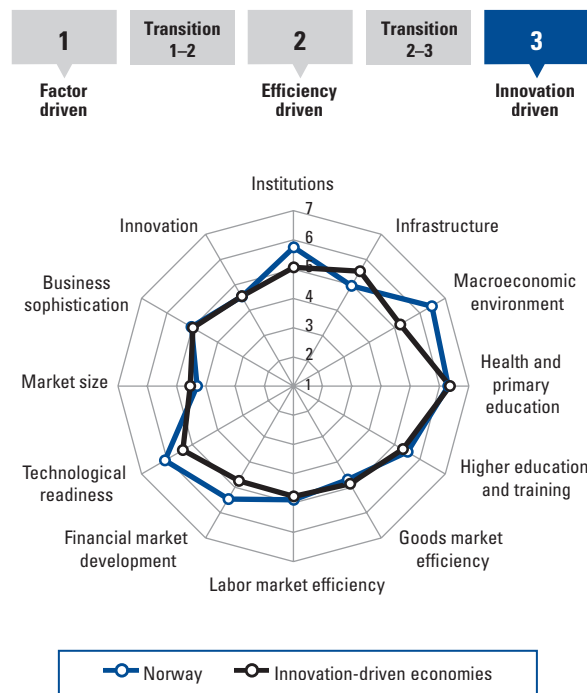 1
Transition
1–2
2
Transition
2–3
3
Factor
driven
Efficiency
driven
Innovation
driven
Institutions
Innovation
Infrastructure
Business
sophistication
Macroeconomic
environment
Market size
Health and
primary
education
Technological
readiness
Higher education
and training
Financial market
development
Goods market
efficiency
Labor market efficiency
7
6
5
4
3
2
1
Norway
Innovation-driven economies